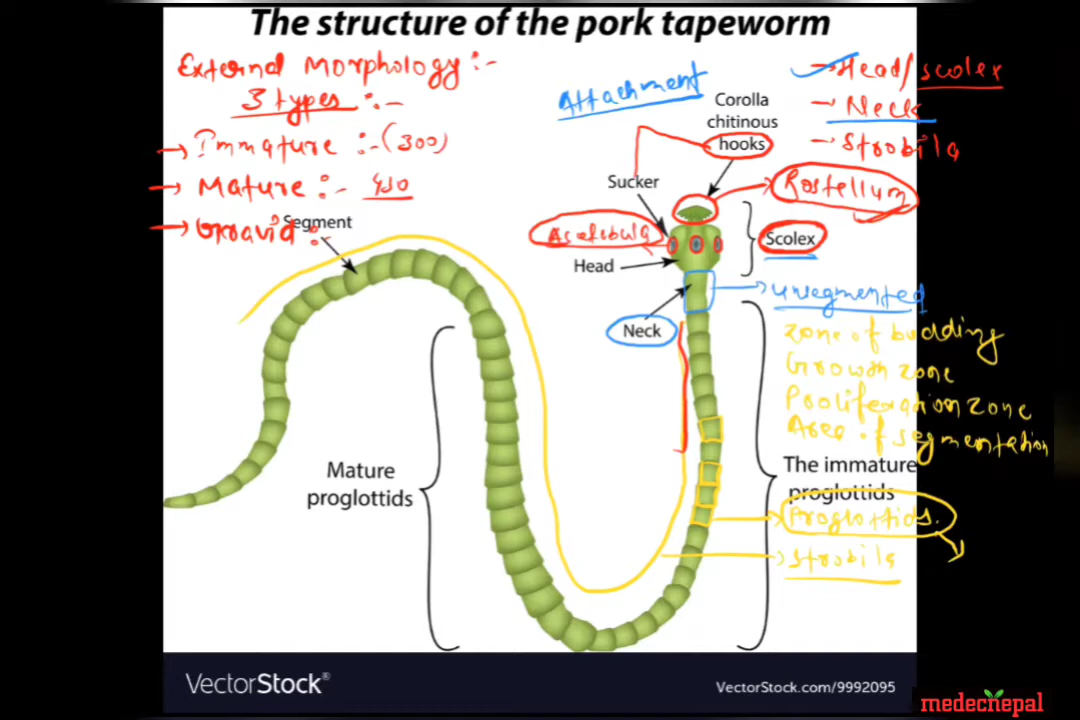 The structure of the pork tapeworm
External Morphology :-
3 types :-
→ Immature :- (300)
→ Mature :- 450
→ Gravid :-
Segment
Attachment
→ Head/Scolex
→ Neck
→ Strobila
Corolla
chitinous
hooks
Sucker
Rostellum
Acetabula
Scolex
Head
Neck
unsegmented
Zone of budding
Growth zone
Proliferation zone
Area of segmentation
Mature
proglottids
The immature
proglottids
Proglottids.
Strobila
VectorStock®
VectorStock.com/9992095
medecnepal